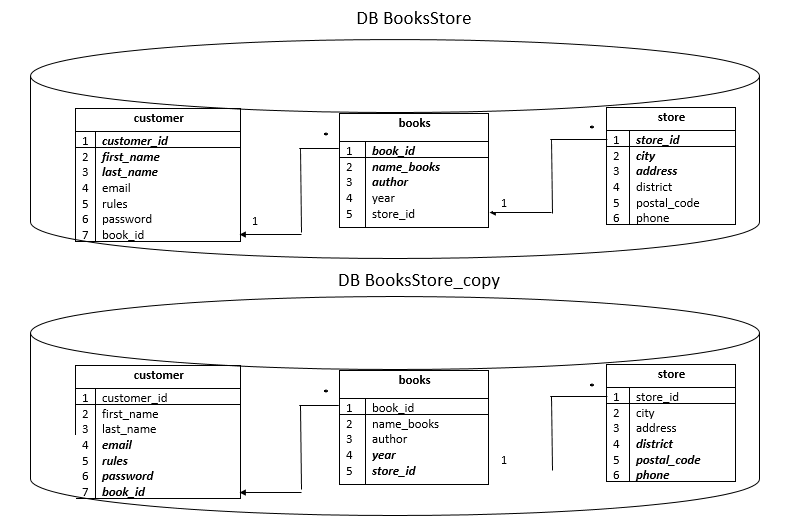 DB BooksStore
customer
1 customer_id
2 first_name
3 last_name
4 email
5 rules
6 password
7 book_id
1
*
books
1 book_id
2 name_books
3 author
4 year
5 store_id
1
*
store
1 store_id
2 city
3 address
4 district
5 postal_code
6 phone
DB BooksStore_copy
customer
1 customer_id
2 first_name
3 last_name
4 email
5 rules
6 password
7 book_id
*
books
1 book_id
2 name_books
3 author
4 year
5 store_id
1
*
store
1 store_id
2 city
3 address
4 district
5 postal_code
6 phone